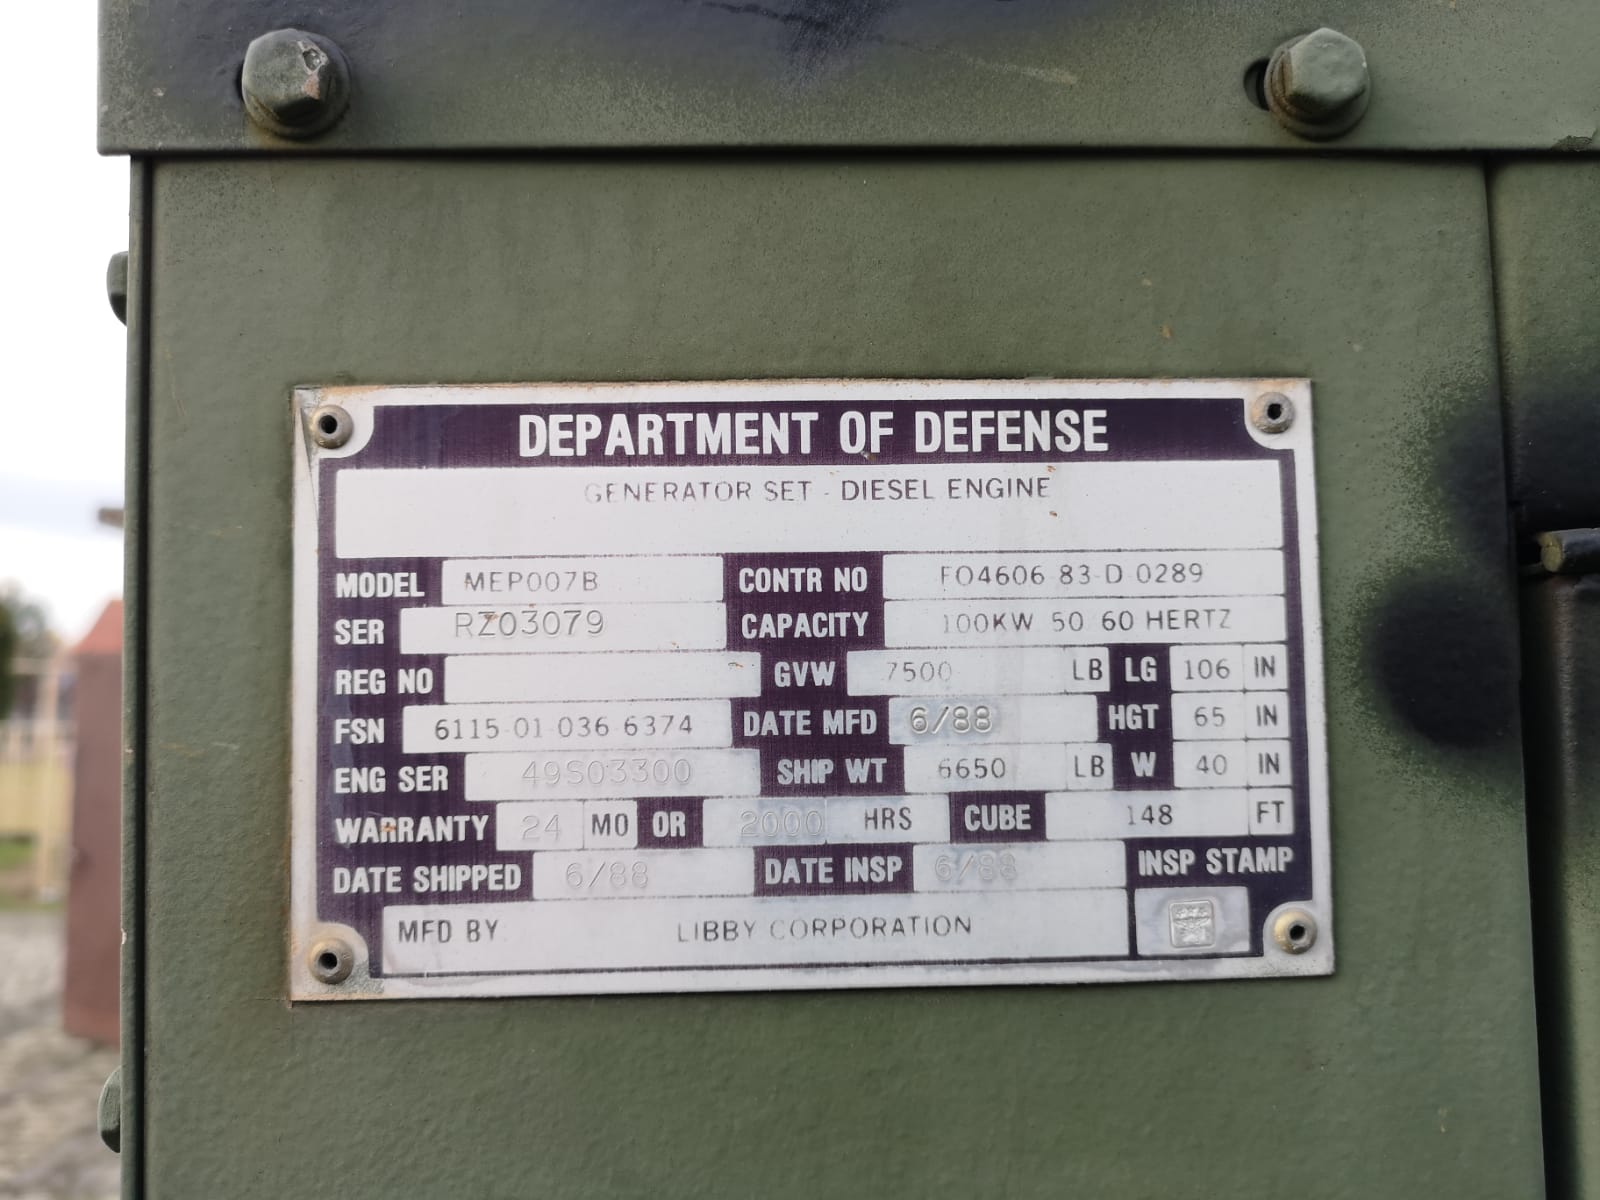 DEPARTMENT OF DEFENSE
GENERATOR SET - DIESEL ENGINE
MODEL MEP007B CONTR NO FO4606 83-D 0289
SER RZ03079 CAPACITY 100KW 50 60 HERTZ
REG NO GVW 7500 LB LG 106 IN
FSN 6115-01-036 6374 DATE MFD 6/88 HGT 65 IN
ENG SER 49S03300 SHIP WT 6650 LB W 40 IN
WARRANTY 24 MO OR 2000 HRS CUBE 148 FT
DATE SHIPPED 6/88 DATE INSP 6/88 INSP STAMP
MFD BY LIBBY CORPORATION